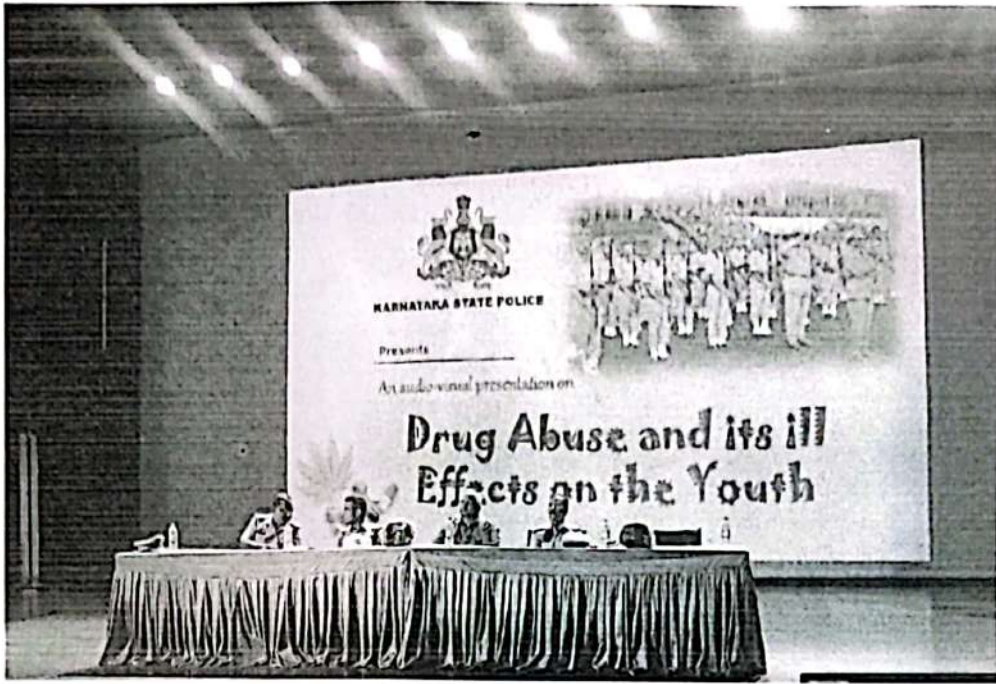 KARNATAKA STATE POLICE
Presents
An audio-visual presentation on
Drug Abuse and its ill
Effects on the Youth